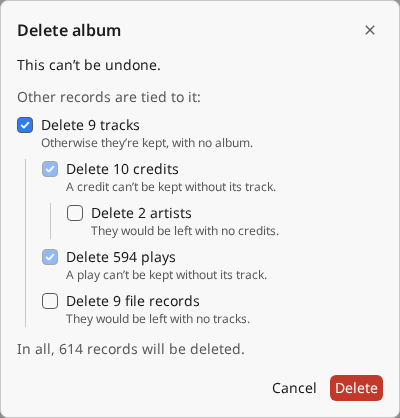 Delete album
This can’t be undone.
Other records are tied to it:
Delete 9 tracks
Otherwise they’re kept, with no album.
Delete 10 credits
A credit can’t be kept without its track.
Delete 2 artists
They would be left with no credits.
Delete 594 plays
A play can’t be kept without its track.
Delete 9 file records
They would be left with no tracks.
In all, 614 records will be deleted.
Cancel Delete